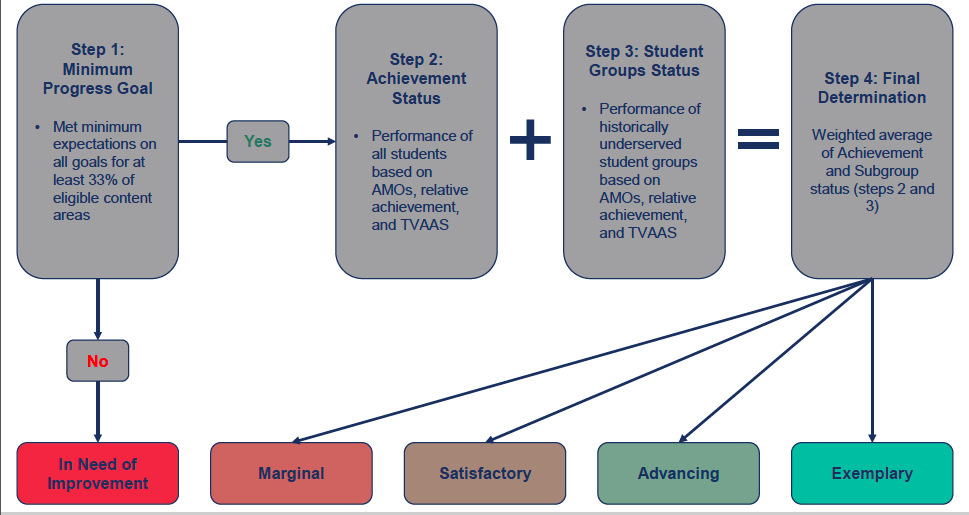 Step 1:
Minimum
Progress Goal
• Met minimum
expectations on
all goals for at
least 33% of
eligible content
areas
Yes
Step 2:
Achievement
Status
• Performance of
all students
based on
AMOs, relative
achievement,
and TVAAS
+
Step 3: Student
Groups Status
• Performance of
historically
underserved
student groups
based on
AMOs, relative
achievement,
and TVAAS
=
Step 4: Final
Determination
Weighted average
of Achievement
and Subgroup
status (steps 2 and
3)
No
In Need of
Improvement
Marginal
Satisfactory
Advancing
Exemplary